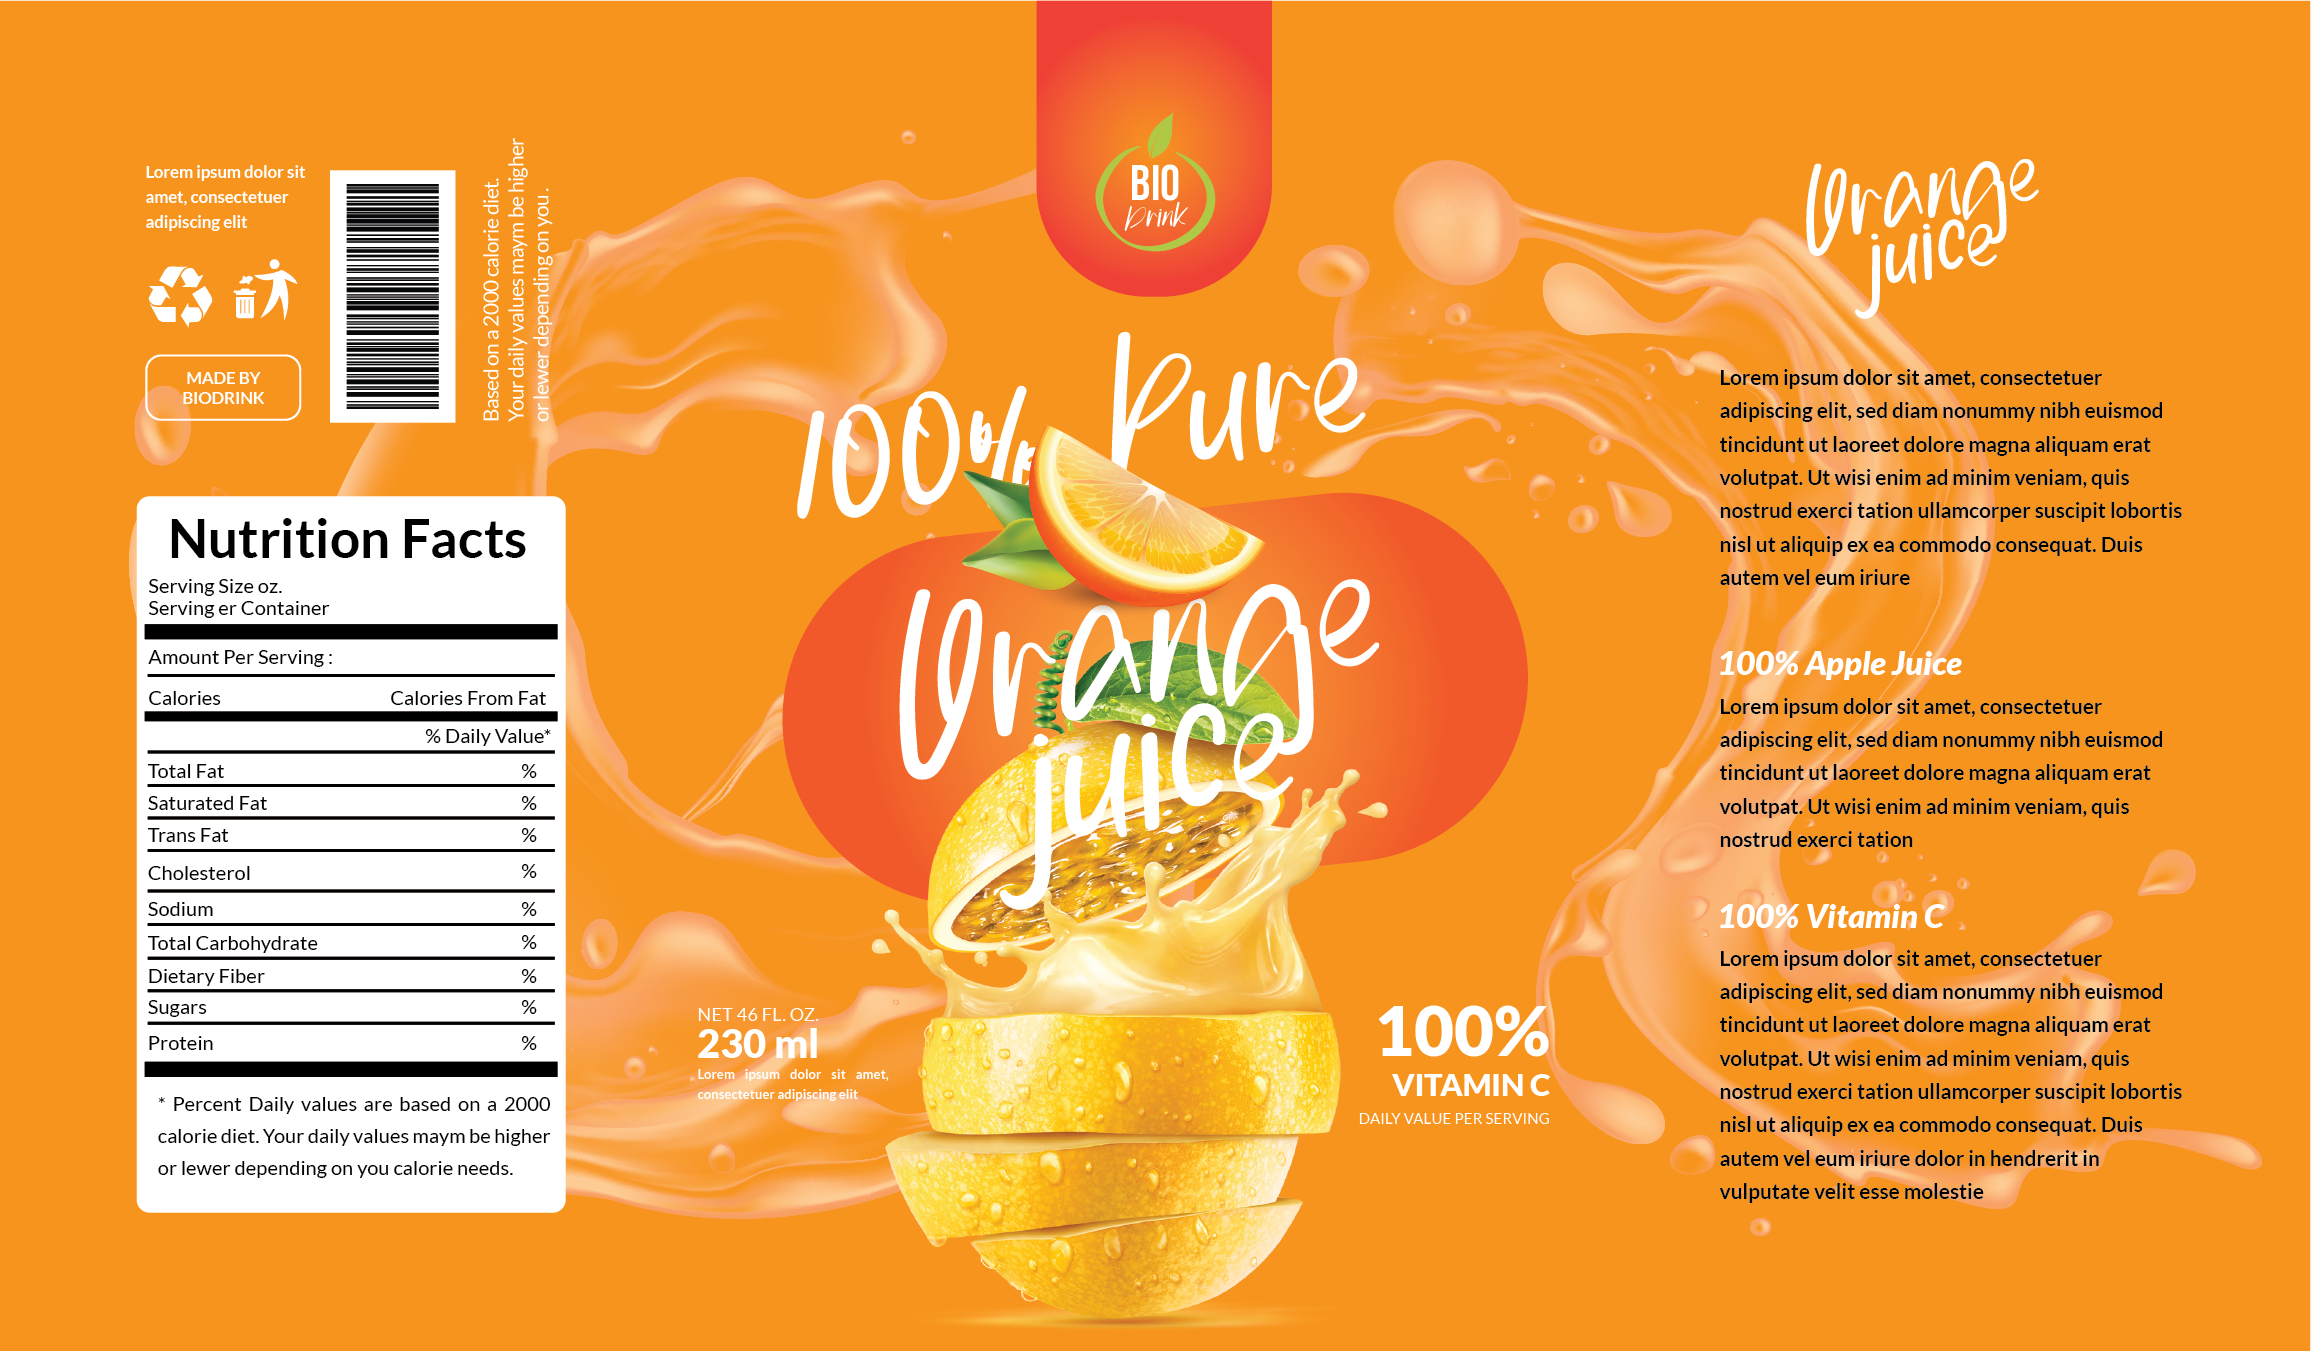 Lorem ipsum dolor sit
amet, consectetuer
adipiscing elit
MADE BY
BIODRINK
Based on a 2000 calorie diet.
Your daily values maym be higher
or lewer depending on you .
Nutrition Facts
Serving Size oz.
Serving er Container
Amount Per Serving :
Calories Calories From Fat
% Daily Value*
Total Fat %
Saturated Fat %
Trans Fat %
Cholesterol %
Sodium %
Total Carbohydrate %
Dietary Fiber %
Sugars %
Protein %
* Percent Daily values are based on a 2000
calorie diet. Your daily values maym be higher
or lewer depending on you calorie needs.
BIO
Drink
100% Pure
Orange
juice
NET 46 FL. OZ.
230 ml
Lorem ipsum dolor sit amet,
consectetuer adipiscing elit
100%
VITAMIN C
DAILY VALUE PER SERVING
Orange
juice
Lorem ipsum dolor sit amet, consectetuer
adipiscing elit, sed diam nonummy nibh euismod
tincidunt ut laoreet dolore magna aliquam erat
volutpat. Ut wisi enim ad minim veniam, quis
nostrud exerci tation ullamcorper suscipit lobortis
nisl ut aliquip ex ea commodo consequat. Duis
autem vel eum iriure
100% Apple Juice
Lorem ipsum dolor sit amet, consectetuer
adipiscing elit, sed diam nonummy nibh euismod
tincidunt ut laoreet dolore magna aliquam erat
volutpat. Ut wisi enim ad minim veniam, quis
nostrud exerci tation
100% Vitamin C
Lorem ipsum dolor sit amet, consectetuer
adipiscing elit, sed diam nonummy nibh euismod
tincidunt ut laoreet dolore magna aliquam erat
volutpat. Ut wisi enim ad minim veniam, quis
nostrud exerci tation ullamcorper suscipit lobortis
nisl ut aliquip ex ea commodo consequat. Duis
autem vel eum iriure dolor in hendrerit in
vulputate velit esse molestie